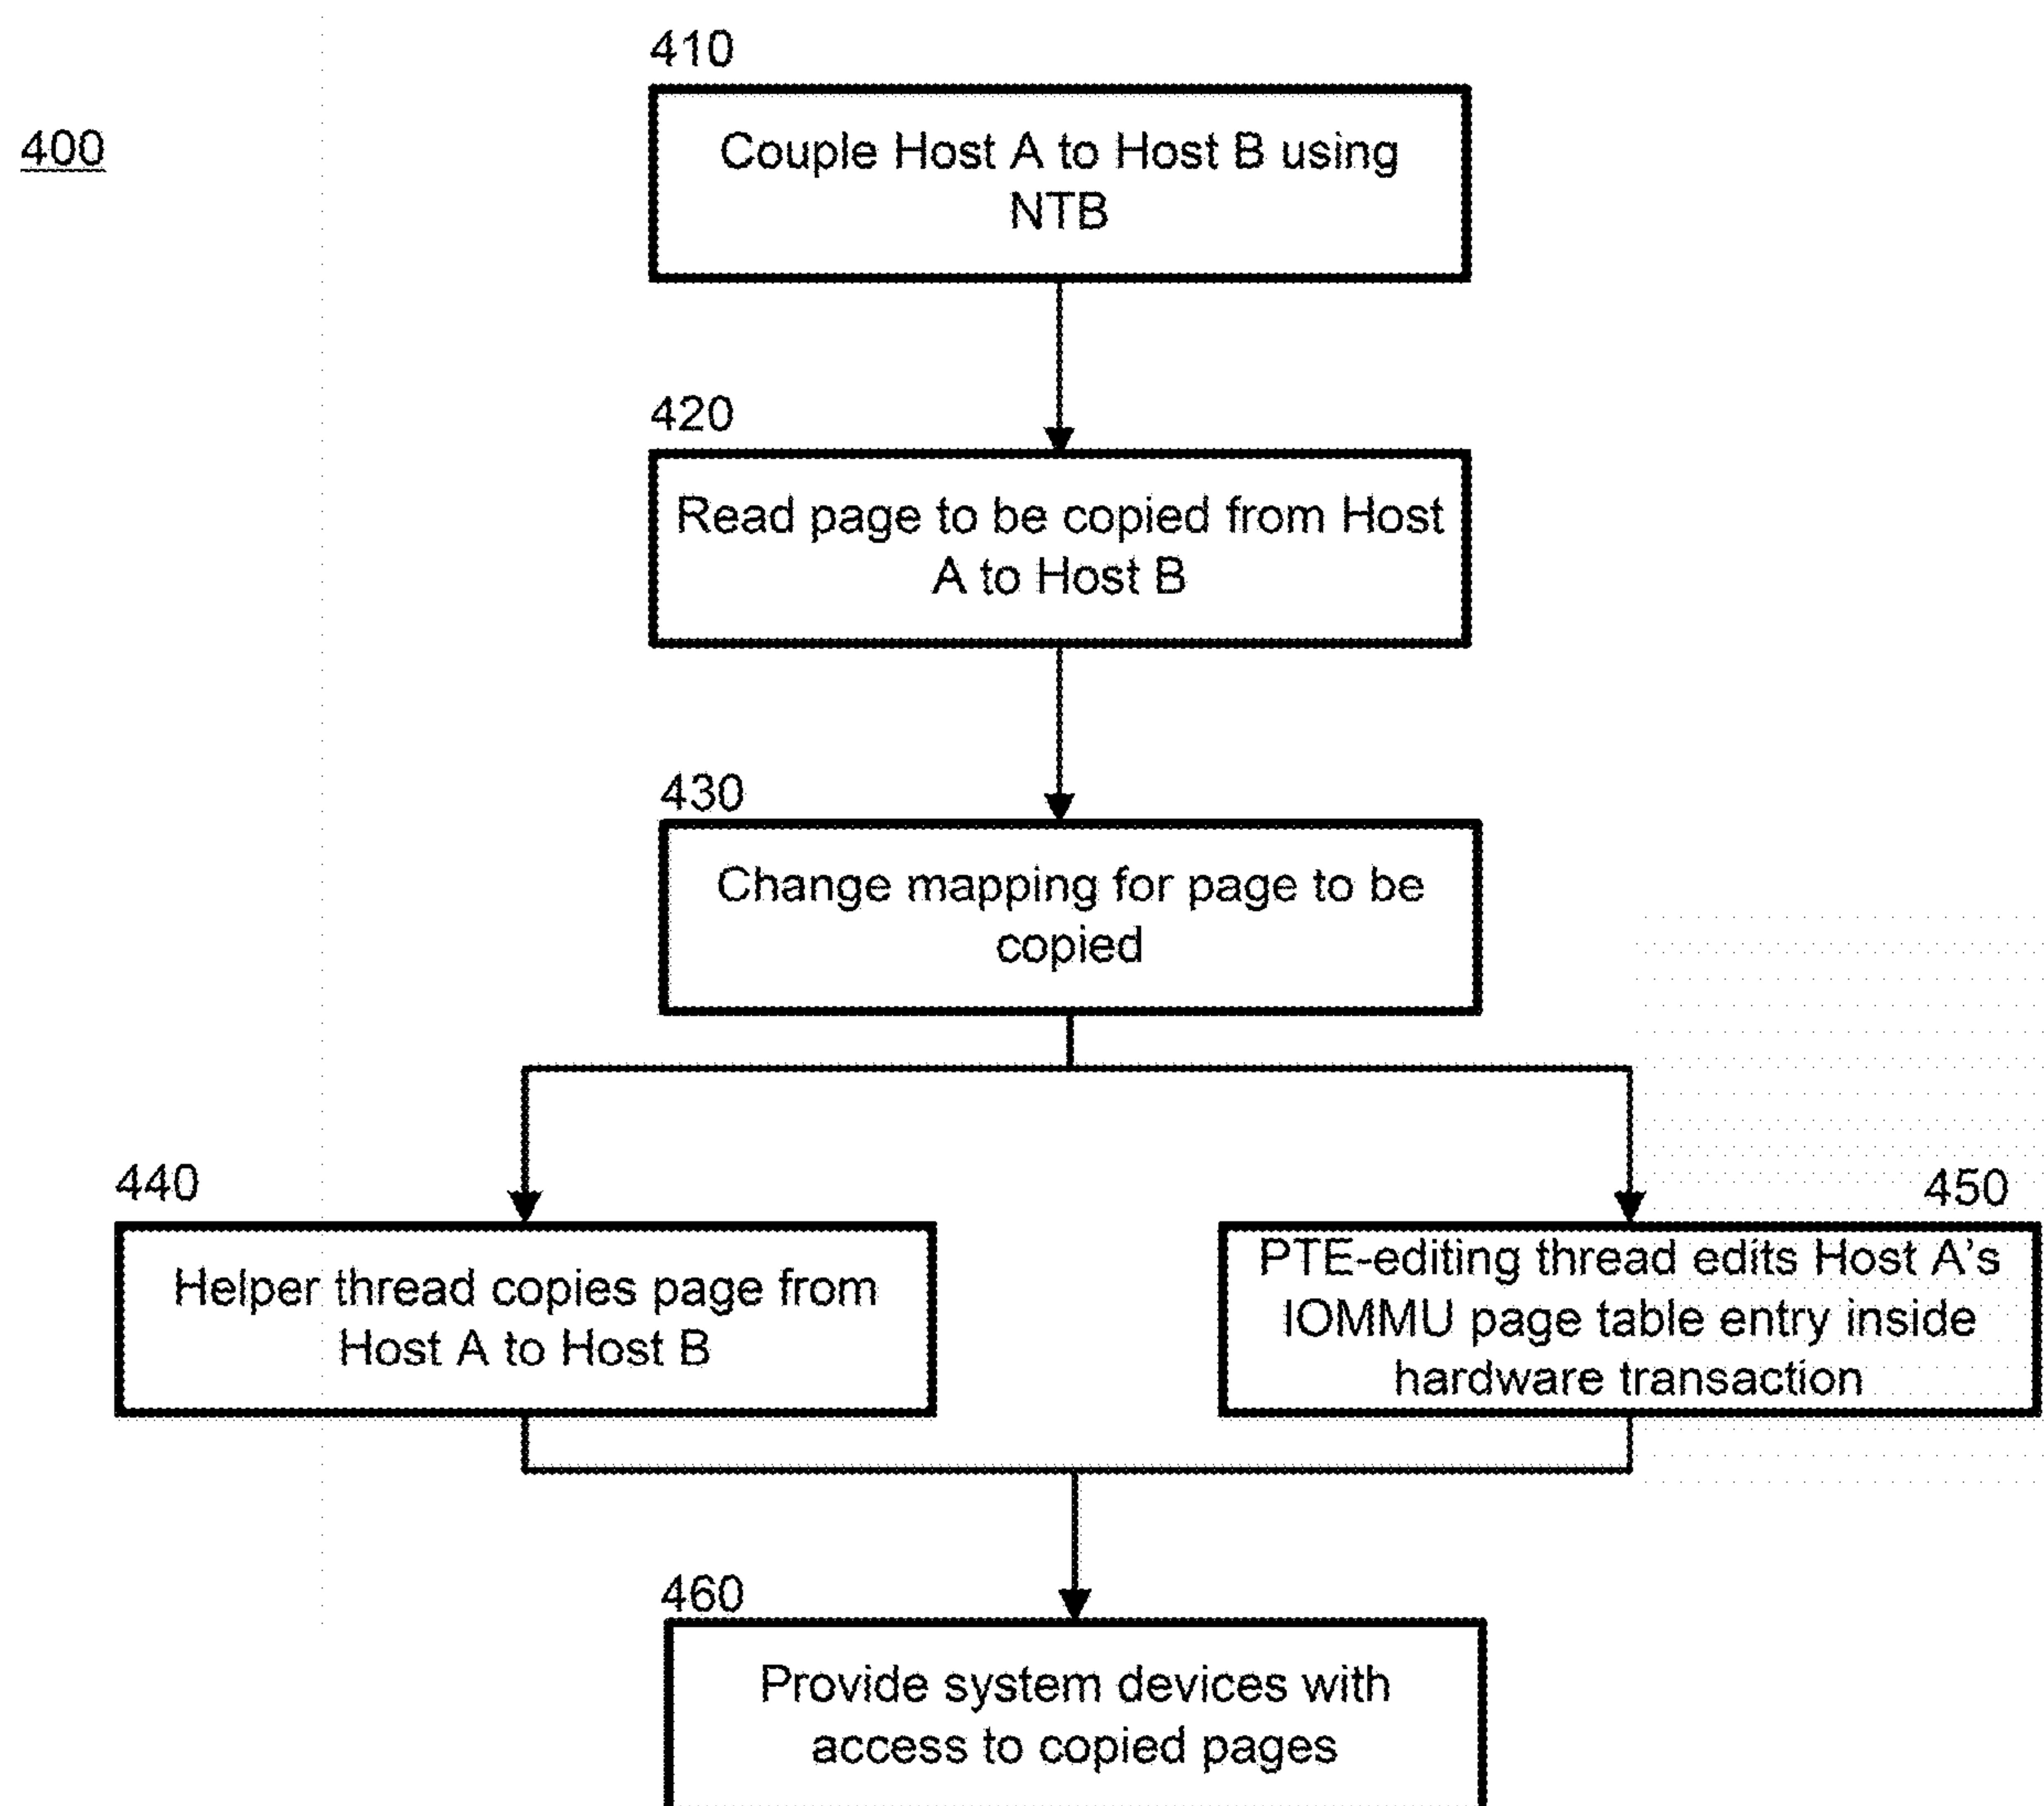 400
410
Couple Host A to Host B using
NTB
420
Read page to be copied from Host
A to Host B
430
Change mapping for page to be
copied
440
Helper thread copies page from
Host A to Host B
450
PTE-editing thread edits Host A's
IOMMU page table entry inside
hardware transaction
460
Provide system devices with
access to copied pages